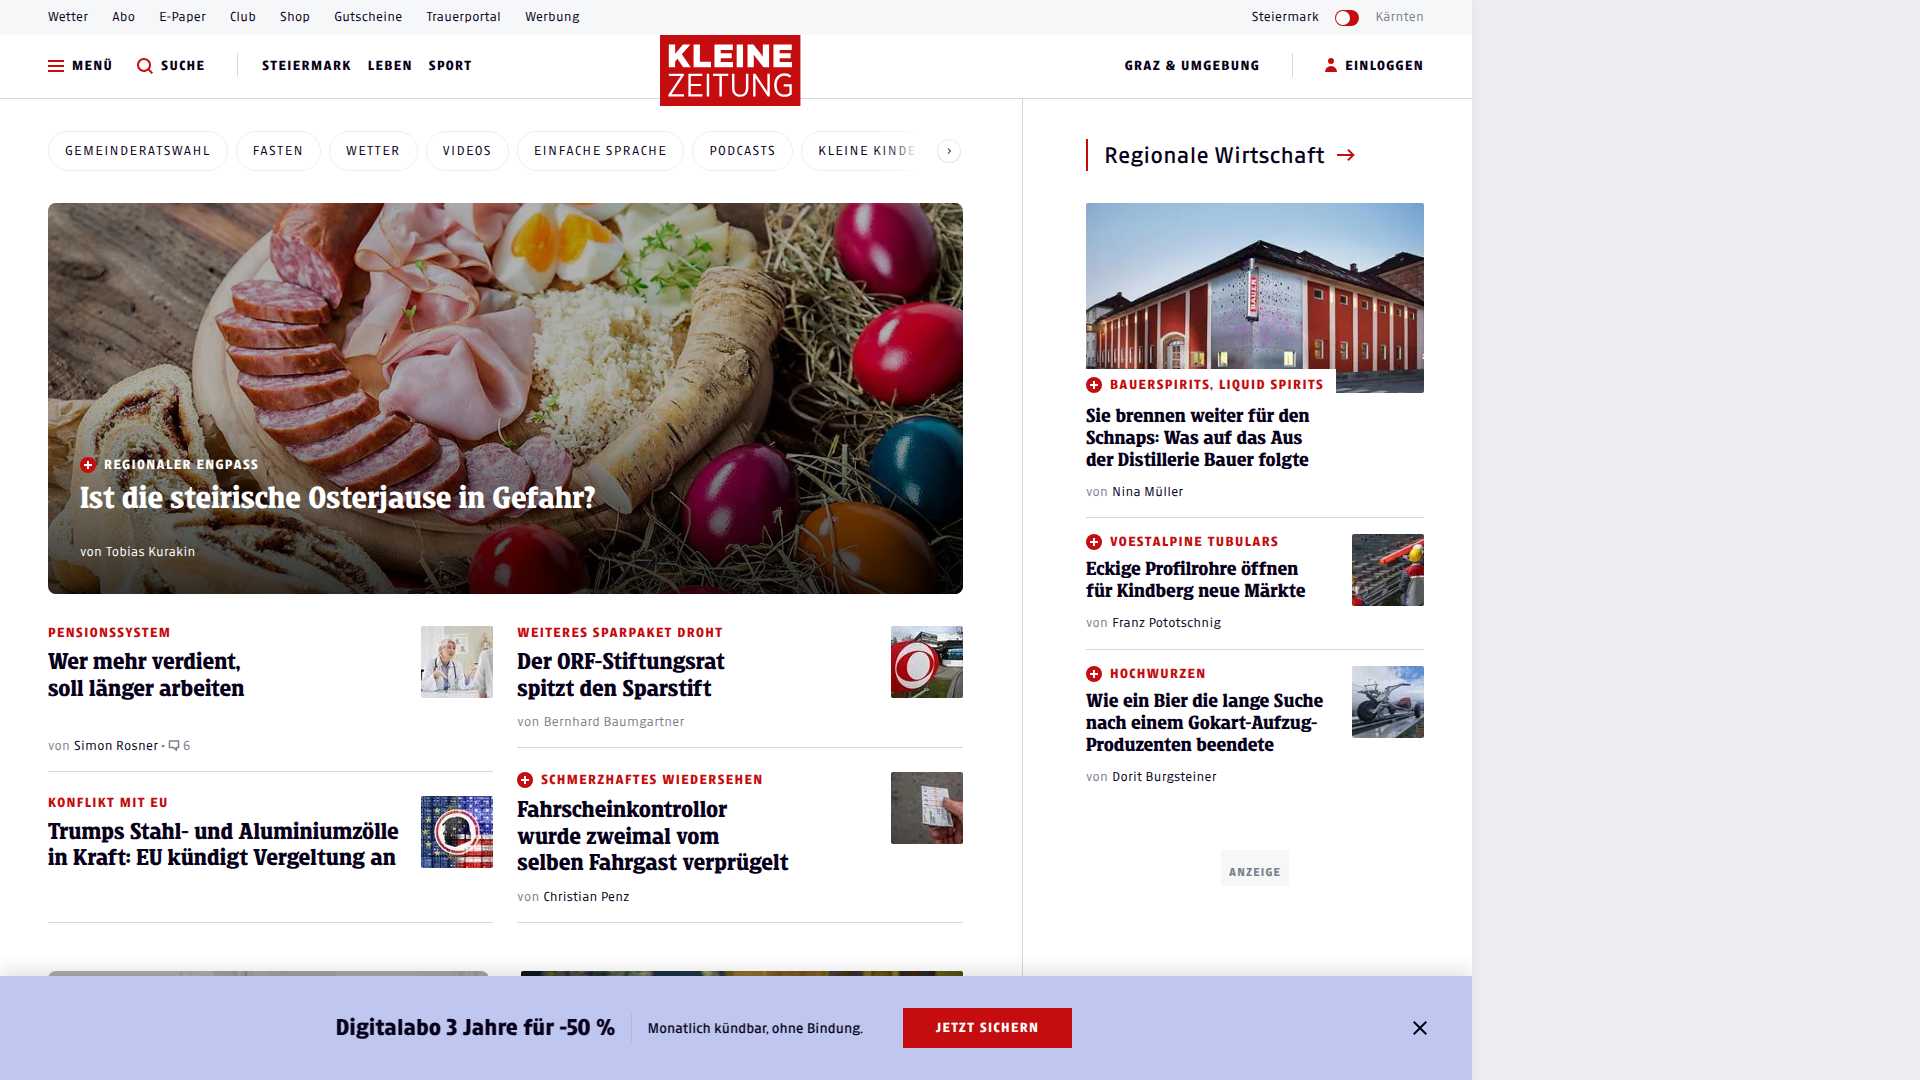 Wetter Abo E-Paper Club Shop Gutscheine Trauerportal Werbung Steiermark Kärnten
MENÜ SUCHE STEIERMARK LEBEN SPORT
KLEINE
ZEITUNG
GRAZ & UMGEBUNG EINLOGGEN
GEMEINDERATSWAHL FASTEN WETTER VIDEOS EINFACHE SPRACHE PODCASTS KLEINE KINDE
REGIONALER ENGPASS
Ist die steirische Osterjause in Gefahr?
von Tobias Kurakin
PENSIONSSYSTEM
Wer mehr verdient,
soll länger arbeiten
von Simon Rosner · 6
KONFLIKT MIT EU
Trumps Stahl- und Aluminiumzölle
in Kraft: EU kündigt Vergeltung an
WEITERES SPARPAKET DROHT
Der ORF-Stiftungsrat
spitzt den Sparstift
von Bernhard Baumgartner
SCHMERZHAFTES WIEDERSEHEN
Fahrscheinkontrollor
wurde zweimal vom
selben Fahrgast verprügelt
von Christian Penz
Regionale Wirtschaft
BAUER
BAUERSPIRITS, LIQUID SPIRITS
Sie brennen weiter für den
Schnaps: Was auf das Aus
der Distillerie Bauer folgte
von Nina Müller
VOESTALPINE TUBULARS
Eckige Profilrohre öffnen
für Kindberg neue Märkte
von Franz Pototschnig
HOCHWURZEN
Wie ein Bier die lange Suche
nach einem Gokart-Aufzug-
Produzenten beendete
von Dorit Burgsteiner
ANZEIGE
Digitalabo 3 Jahre für -50 % Monatlich kündbar, ohne Bindung. JETZT SICHERN